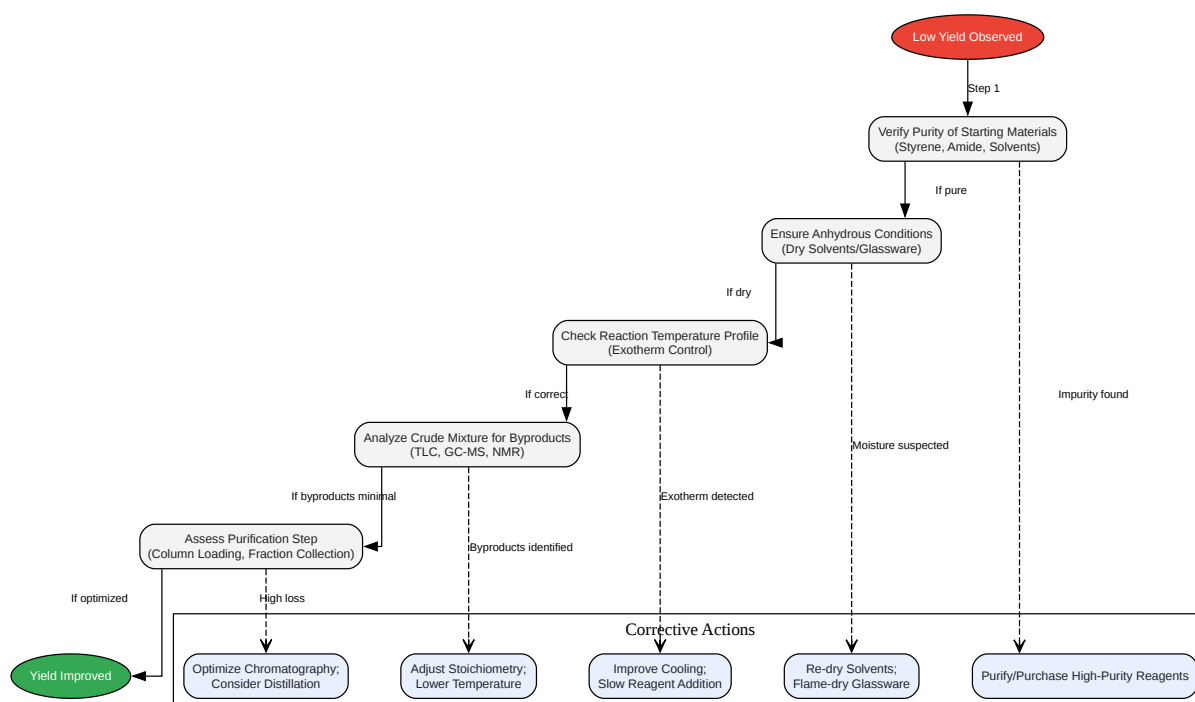 Low Yield Observed
Step 1
Verify Purity of Starting Materials
(Styrene, Amide, Solvents)
If pure
Ensure Anhydrous Conditions
(Dry Solvents/Glassware)
If dry
Check Reaction Temperature Profile
(Exotherm Control)
If correct
Impurity found
Analyze Crude Mixture for Byproducts
(TLC, GC-MS, NMR)
Moisture suspected
If byproducts minimal
Exotherm detected
Assess Purification Step
(Column Loading, Fraction Collection)
Byproducts identified
If optimized
High loss
Corrective Actions
Yield Improved
Optimize Chromatography;
Consider Distillation
Adjust Stoichiometry;
Lower Temperature
Improve Cooling;
Slow Reagent Addition
Re-dry Solvents;
Flame-dry Glassware
Purify/Purchase High-Purity Reagents